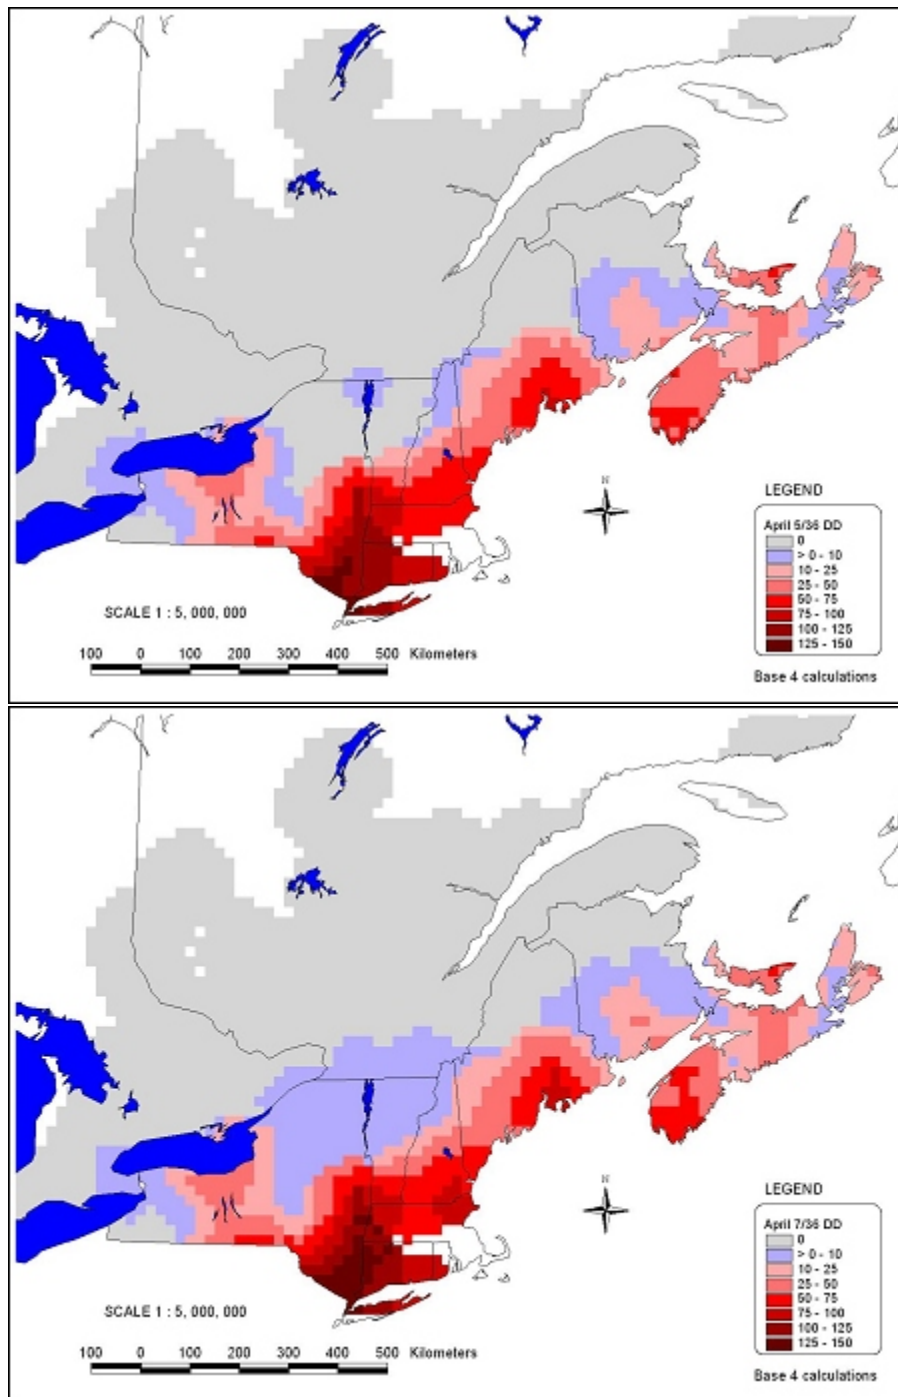 N
LEGEND
April 5/36 DD
0
> 0 - 10
10 - 25
25 - 50
50 - 75
75 - 100
100 - 125
125 - 150
SCALE 1 : 5, 000, 000
100 0 100 200 300 400 500 Kilometers
Base 4 calculations
N
LEGEND
April 7/36 DD
0
> 0 - 10
10 - 25
25 - 50
50 - 75
75 - 100
100 - 125
125 - 150
SCALE 1 : 5, 000, 000
100 0 100 200 300 400 500 Kilometers
Base 4 calculations